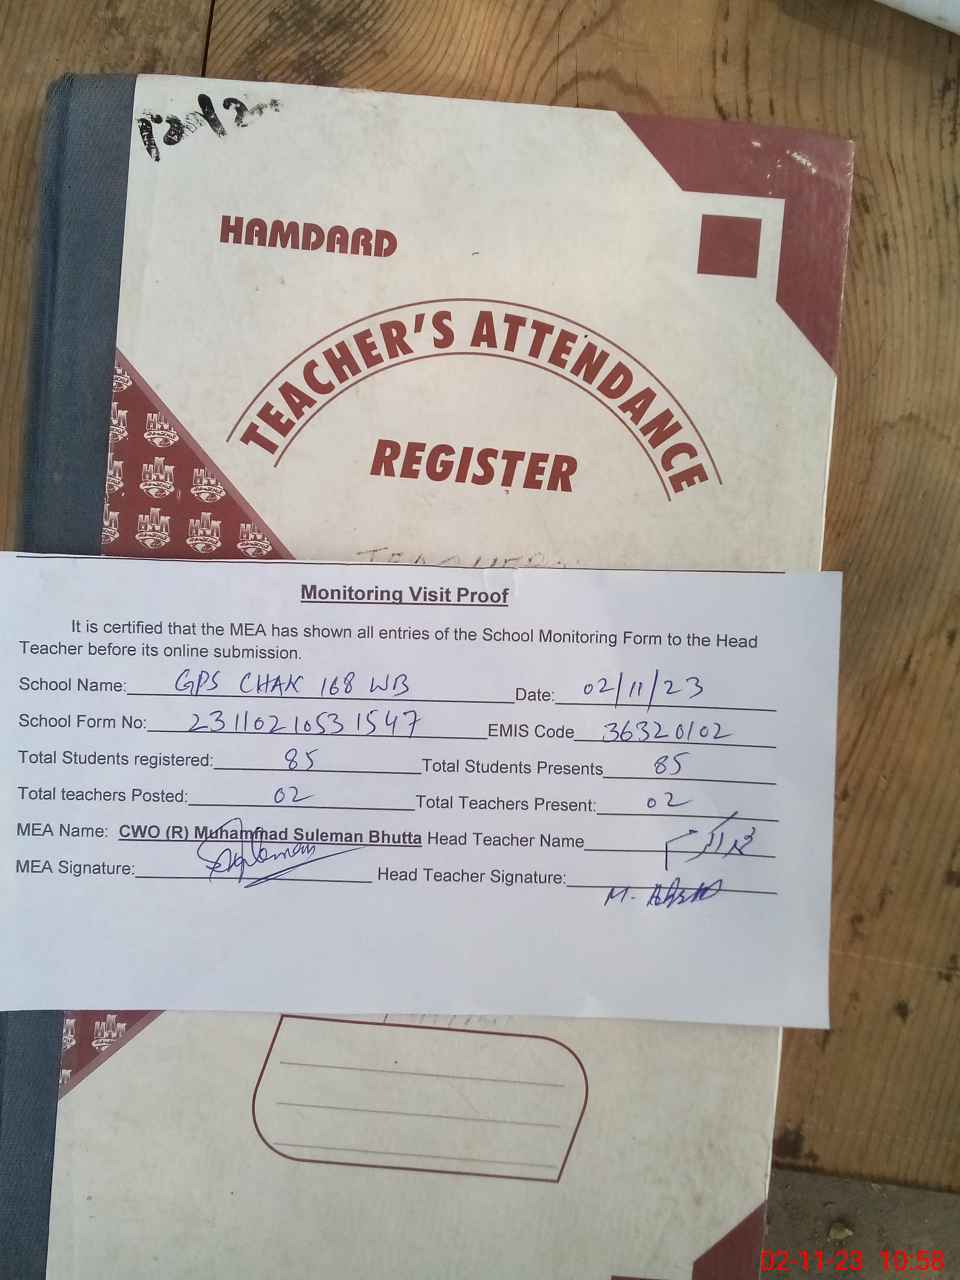 HAMDARD
TEACHER'S ATTENDANCE
REGISTER
Monitoring Visit Proof
It is certified that the MEA has shown all entries of the School Monitoring Form to the Head
Teacher before its online submission.
School Name: GPS CHAK 168 WB Date: 02/11/23
School Form No: 23110210531547 EMIS Code 36320102
Total Students registered: 85 Total Students Presents 85
Total teachers Posted: 02 Total Teachers Present: 02
MEA Name: CWO (R) Muhammad Suleman Bhutta Head Teacher Name
MEA Signature: Head Teacher Signature:
M.
02-11-23 10:58